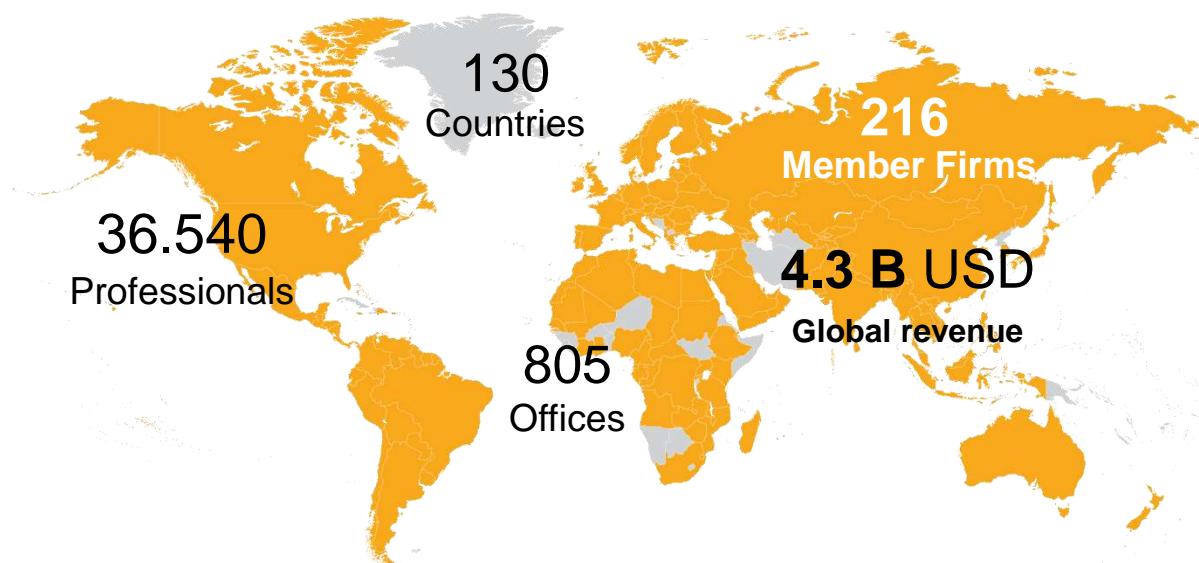 130
Countries
216
Member Firms
36.540
Professionals
4.3 B USD
Global revenue
805
Offices